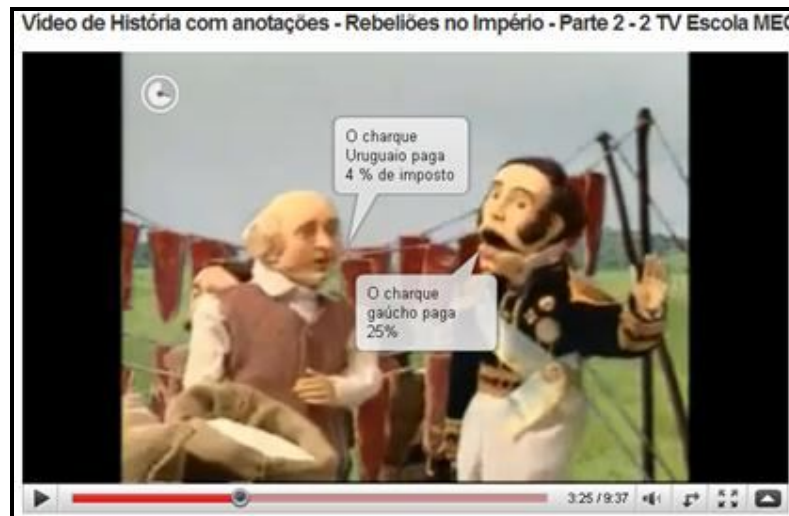 Vídeo de História com anotações - Rebeliões no Império - Parte 2 - 2 TV Escola MEC
O charque
Uruguaio paga
4 % de imposto
O charque
gaúcho paga
25%
3:25 / 9:37